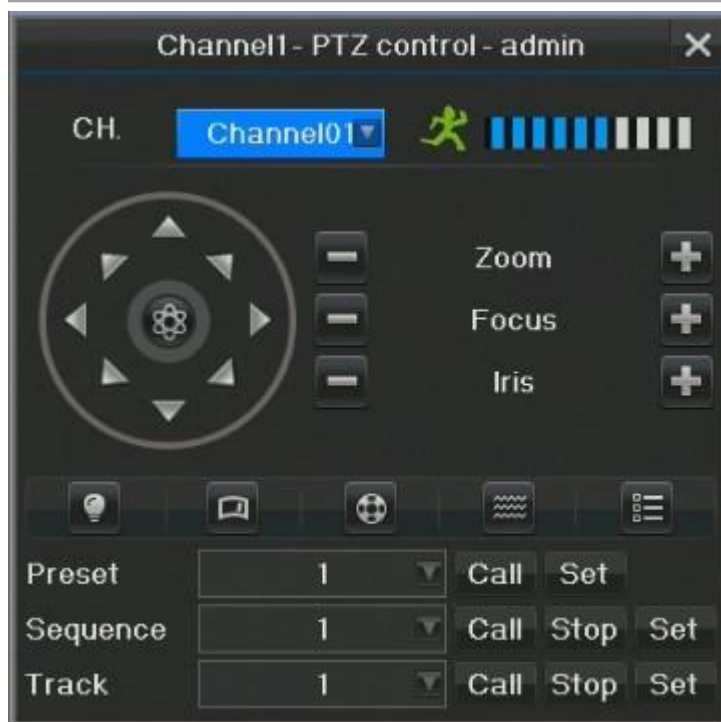 Channel1- PTZ control - admin
CH. Channel01
Zoom
Focus
Iris
Preset 1 Call Set
Sequence 1 Call Stop Set
Track 1 Call Stop Set